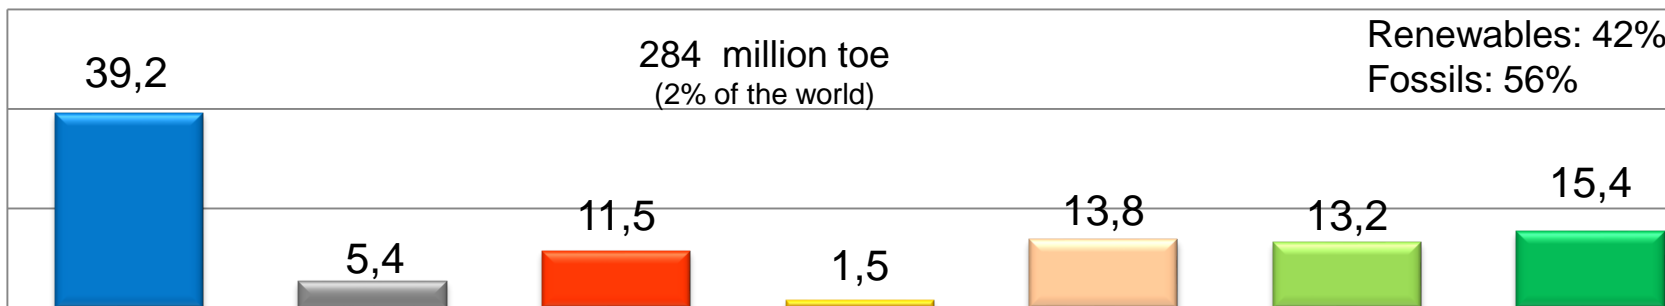 284 million toe
(2% of the world)
Renewables: 42%
Fossils: 56%
39,2
5,4
11,5
1,5
13,8
13,2
15,4